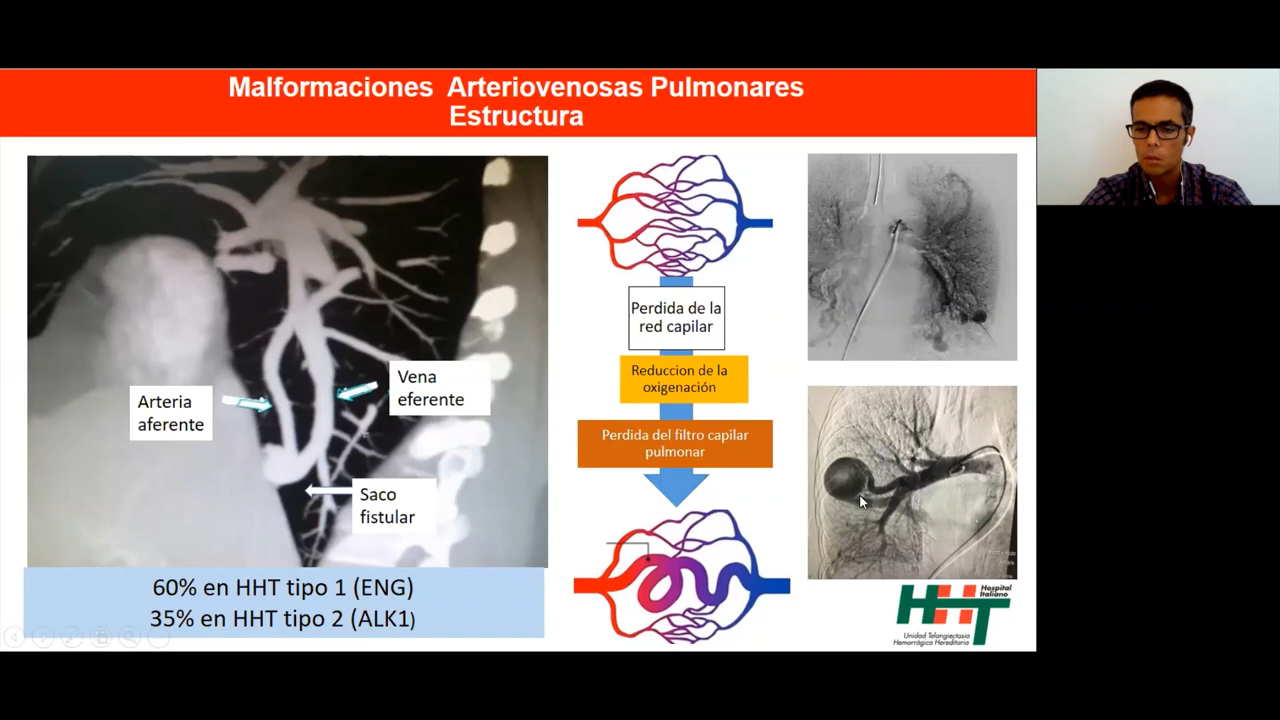 Malformaciones Arteriovenosas Pulmonares
Estructura
Arteria
aferente
Vena
eferente
Saco
fistular
60% en HHT tipo 1 (ENG)
35% en HHT tipo 2 (ALK1)
Perdida de la
red capilar
Reduccion de la
oxigenación
Perdida del filtro capilar
pulmonar
Hospital
Italiano
HHT
Unidad Telangiectasia
Hemorrágica Hereditaria